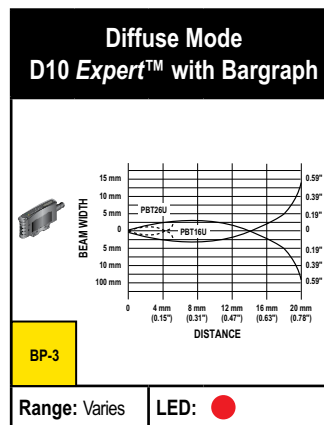 Diffuse Mode
D10 Expert™ with Bargraph
BEAM WIDTH
15 mm
10 mm
5 mm
0
5 mm
10 mm
100 mm
PBT26U
PBT16U
0.59"
0.39"
0.19"
0
0.19"
0.39"
0.59"
0 4 mm 8 mm 12 mm 16 mm 20 mm
(0.15") (0.31") (0.47") (0.63") (0.78")
DISTANCE
BP-3
Range: Varies
LED: